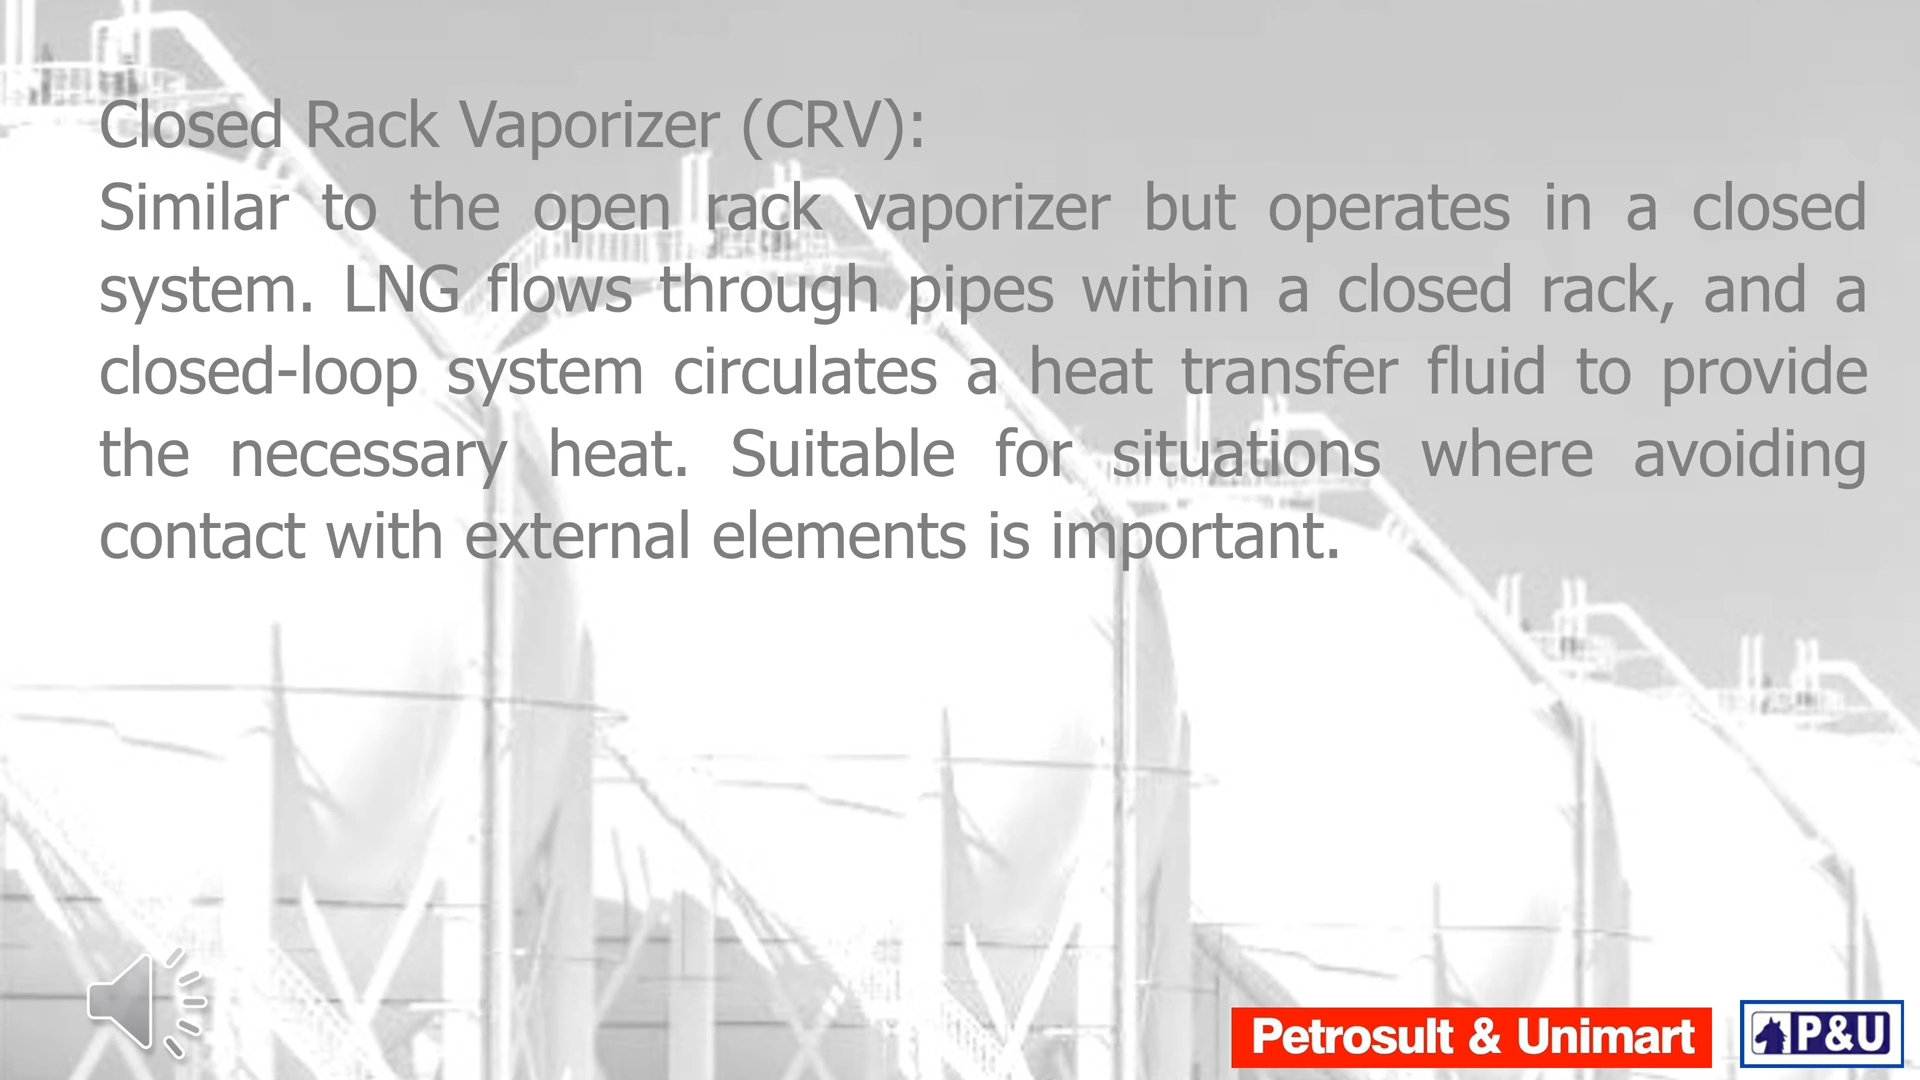 Closed Rack Vaporizer (CRV):
Similar to the open rack vaporizer but operates in a closed
system. LNG flows through pipes within a closed rack, and a
closed-loop system circulates a heat transfer fluid to provide
the necessary heat. Suitable for situations where avoiding
contact with external elements is important.
Petrosult & Unimart
P&U